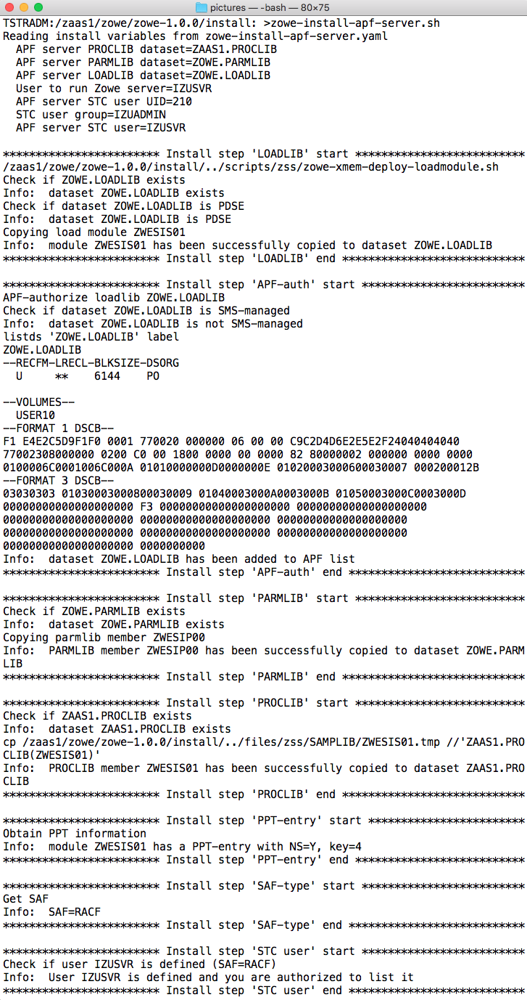 pictures — -bash — 80×75
TSTRADM:/zaas1/zowe/zowe-1.0.0/install: >zowe-install-apf-server.sh
Reading install variables from zowe-install-apf-server.yaml
  APF server PROCLIB dataset=ZAAS1.PROCLIB
  APF server PARMLIB dataset=ZOWE.PARMLIB
  APF server LOADLIB dataset=ZOWE.LOADLIB
  User to run Zowe server=IZUSVR
  APF server STC user UID=210
  STC user group=IZUADMIN
  APF server STC user=IZUSVR

************************ Install step 'LOADLIB' start **************************
/zaas1/zowe/zowe-1.0.0/install/../scripts/zss/zowe-xmem-deploy-loadmodule.sh
Check if ZOWE.LOADLIB exists
Info:  dataset ZOWE.LOADLIB exists
Check if dataset ZOWE.LOADLIB is PDSE
Info:  dataset ZOWE.LOADLIB is PDSE
Copying load module ZWESIS01
Info:  module ZWESIS01 has been successfully copied to dataset ZOWE.LOADLIB
************************ Install step 'LOADLIB' end ****************************

************************ Install step 'APF-auth' start *************************
APF-authorize loadlib ZOWE.LOADLIB
Check if dataset ZOWE.LOADLIB is SMS-managed
Info:  dataset ZOWE.LOADLIB is not SMS-managed
listds 'ZOWE.LOADLIB' label
ZOWE.LOADLIB
--RECFM-LRECL-BLKSIZE-DSORG
  U     **    6144    PO

--VOLUMES--
  USER10
--FORMAT 1 DSCB--
F1 E4E2C5D9F1F0 0001 770020 000000 06 00 00 C9C2D4D6E2E5E2F24040404040
77002308000000 0200 C0 00 1800 0000 00 0000 82 80000002 000000 0000 0000
0100006C0001006C000A 01010000000D0000000E 01020003000600030007 000200012B
--FORMAT 3 DSCB--
03030303 01030003000800030009 01040003000A0003000B 01050003000C0003000D
00000000000000000000 F3 00000000000000000000 00000000000000000000
00000000000000000000 00000000000000000000 00000000000000000000
00000000000000000000 00000000000000000000 00000000000000000000
00000000000000000000 0000000000
Info:  dataset ZOWE.LOADLIB has been added to APF list
************************ Install step 'APF-auth' end ***************************

************************ Install step 'PARMLIB' start **************************
Check if ZOWE.PARMLIB exists
Info:  dataset ZOWE.PARMLIB exists
Copying parmlib member ZWESIP00
Info:  PARMLIB member ZWESIP00 has been successfully copied to dataset ZOWE.PARM
LIB
************************ Install step 'PARMLIB' end ****************************

************************ Install step 'PROCLIB' start **************************
Check if ZAAS1.PROCLIB exists
Info:  dataset ZAAS1.PROCLIB exists
cp /zaas1/zowe/zowe-1.0.0/install/../files/zss/SAMPLIB/ZWESIS01.tmp //'ZAAS1.PRO
CLIB(ZWESIS01)'
Info:  PROCLIB member ZWESIS01 has been successfully copied to dataset ZAAS1.PRO
CLIB
************************ Install step 'PROCLIB' end ****************************

************************ Install step 'PPT-entry' start ************************
Obtain PPT information
Info:  module ZWESIS01 has a PPT-entry with NS=Y, key=4
************************ Install step 'PPT-entry' end **************************

************************ Install step 'SAF-type' start *************************
Get SAF
Info:  SAF=RACF
************************ Install step 'SAF-type' end ***************************

************************ Install step 'STC user' start *************************
Check if user IZUSVR is defined (SAF=RACF)
Info:  User IZUSVR is defined and you are authorized to list it
************************ Install step 'STC user' end ***************************